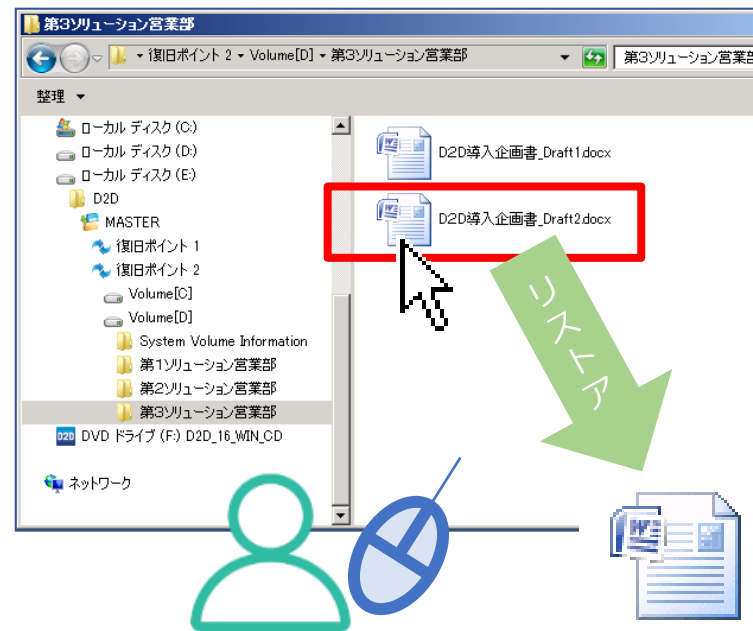 第3ソリューション営業部
復旧ポイント 2 Volume[D] 第3ソリューション営業部
第3ソリューション営業部
整理
ローカル ディスク (C:)
ローカル ディスク (D:)
ローカル ディスク (E:)
D2D
MASTER
復旧ポイント 1
復旧ポイント 2
Volume[C]
Volume[D]
System Volume Information
第1ソリューション営業部
第2ソリューション営業部
第3ソリューション営業部
D2D DVD ドライブ (F:) D2D_16_WIN_CD
ネットワーク
D2D導入企画書_Draft1.docx
D2D導入企画書_Draft2.docx
リストア